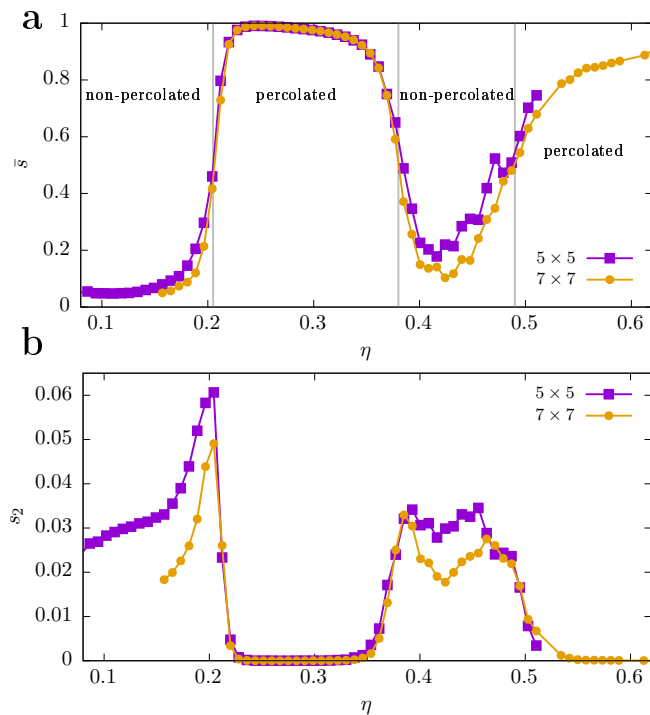 a
1
0.8
0.6
0.4
0.2
0
s̄
non-percolated
percolated
non-percolated
percolated
5 × 5
7 × 7
0.1
0.2
0.3
0.4
0.5
0.6
η
b
0.06
0.05
0.04
0.03
0.02
0.01
0
s₂
5 × 5
7 × 7
0.1
0.2
0.3
0.4
0.5
0.6
η